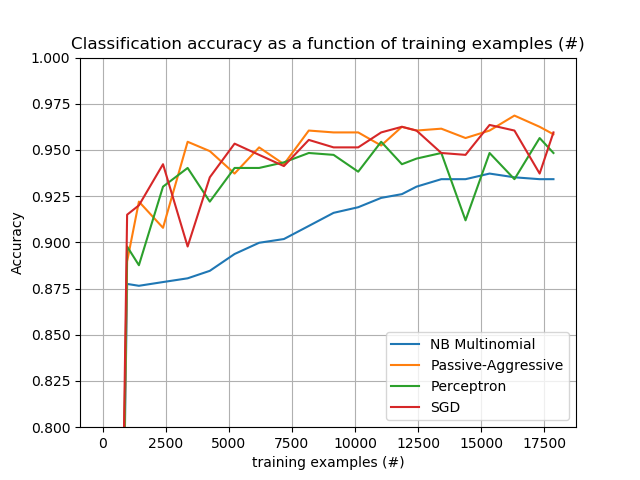 Classification accuracy as a function of training examples (#)
1.000
0.975
0.950
0.925
0.900
0.875
0.850
0.825
0.800
Accuracy
NB Multinomial
Passive-Aggressive
Perceptron
SGD
0 2500 5000 7500 10000 12500 15000 17500
training examples (#)